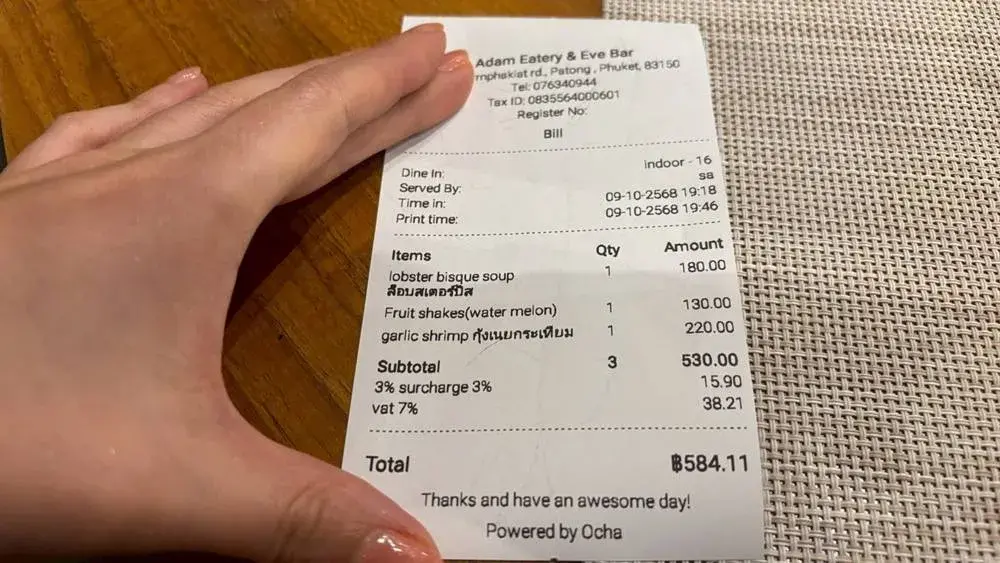 Adam Eatery & Eve Bar
rd., Patong , Phuket, 83150
Tel: 076340944
Tax ID: 0835564000601
Register No:
Bill
Dine In: indoor - 16
Served By: sa
Time in: 09-10-2568 19:18
Print time: 09-10-2568 19:46
Items Qty Amount
lobster bisque soup 1 180.00
ล็อบสเตอร์บิส
Fruit shakes(water melon) 1 130.00
garlic shrimp กุ้งเนยกระเทียม 1 220.00
Subtotal 3 530.00
3% surcharge 3% 15.90
vat 7% 38.21
Total ฿584.11
Thanks and have an awesome day!
Powered by Ocha